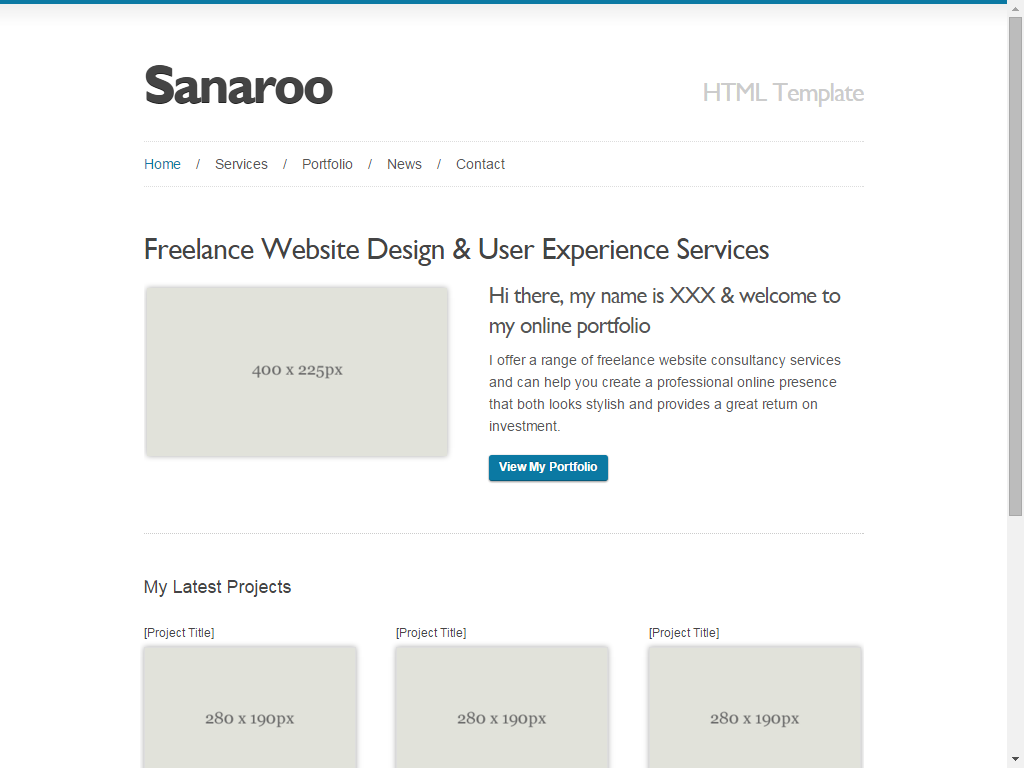 Sanaroo
HTML Template
Home / Services / Portfolio / News / Contact
Freelance Website Design & User Experience Services
400 x 225px
Hi there, my name is XXX & welcome to
my online portfolio
I offer a range of freelance website consultancy services
and can help you create a professional online presence
that both looks stylish and provides a great return on
investment.
View My Portfolio
My Latest Projects
[Project Title] [Project Title] [Project Title]
280 x 190px 280 x 190px 280 x 190px